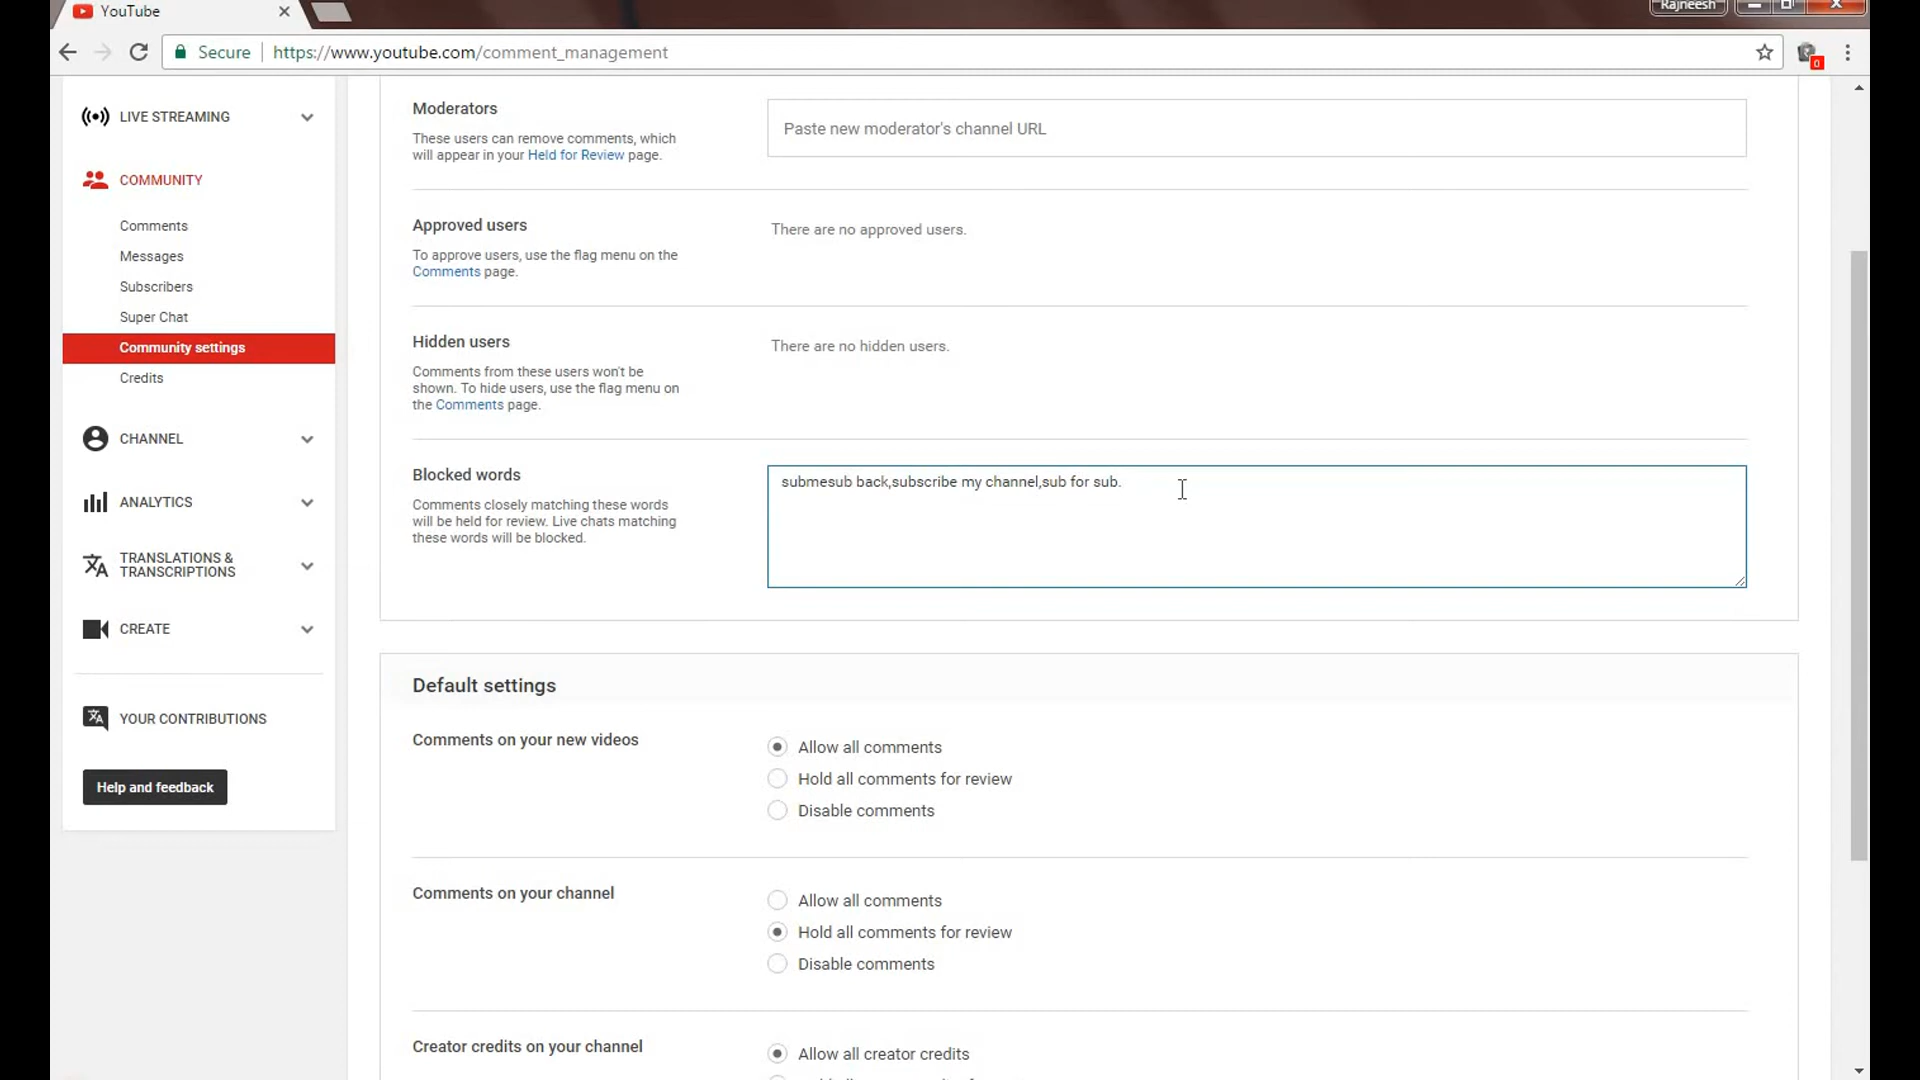 YouTube
Rajneesh
Secure
https://www.youtube.com/comment_management
0
LIVE STREAMING
COMMUNITY
Comments
Messages
Subscribers
Super Chat
Community settings
Credits
CHANNEL
ANALYTICS
TRANSLATIONS &
TRANSCRIPTIONS
CREATE
YOUR CONTRIBUTIONS
Help and feedback
Moderators
These users can remove comments, which
will appear in your Held for Review page.
Paste new moderator's channel URL
Approved users
To approve users, use the flag menu on the
Comments page.
There are no approved users.
Hidden users
Comments from these users won't be
shown. To hide users, use the flag menu on
the Comments page.
There are no hidden users.
Blocked words
Comments closely matching these words
will be held for review. Live chats matching
these words will be blocked.
submesub back,subscribe my channel,sub for sub.
Default settings
Comments on your new videos
Allow all comments
Hold all comments for review
Disable comments
Comments on your channel
Allow all comments
Hold all comments for review
Disable comments
Creator credits on your channel
Allow all creator credits